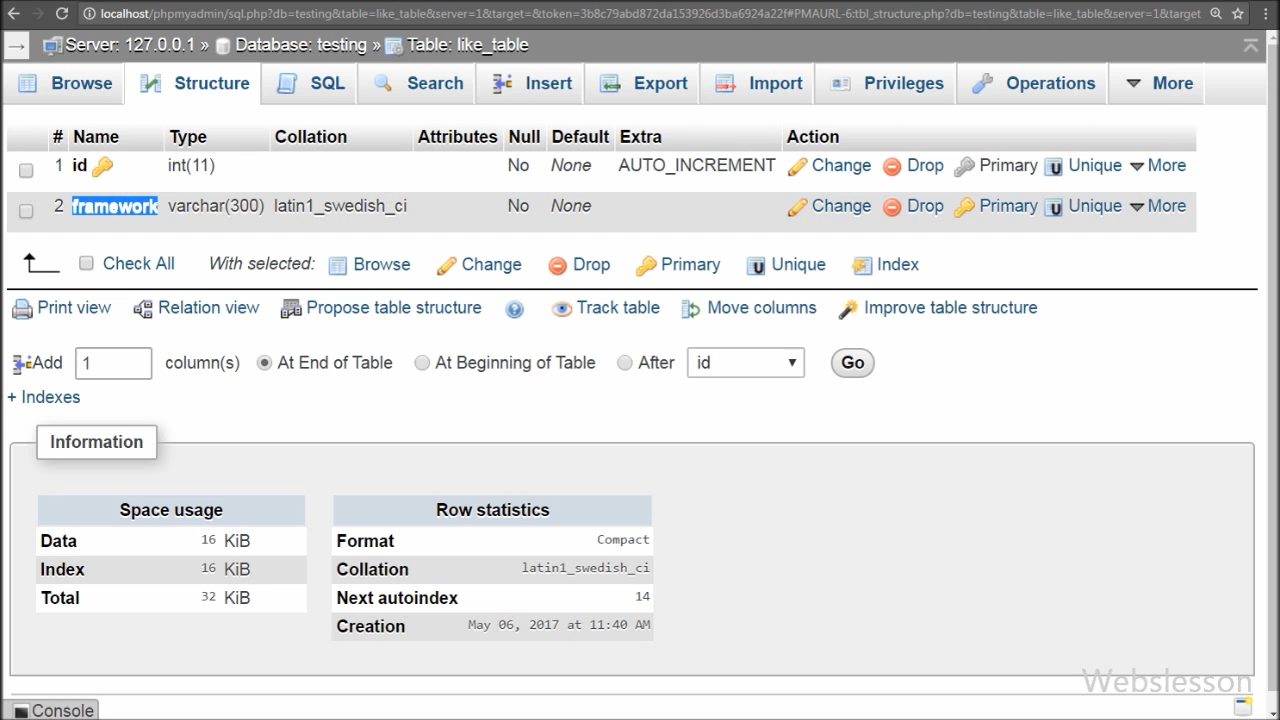 localhost/phpmyadmin/sql.php?db=testing&table=like_table&server=1&target=&token=3b8c79abd872da153926d3ba6924a22f#PMAURL-6:tbl_structure.php?db=testing&table=like_table&server=1&target
Server: 127.0.0.1 » Database: testing » Table: like_table
Browse Structure SQL Search Insert Export Import Privileges Operations More
# Name Type Collation Attributes Null Default Extra Action
1 id int(11) No None AUTO_INCREMENT Change Drop Primary Unique More
2 framework varchar(300) latin1_swedish_ci No None Change Drop Primary Unique More
Check All With selected: Browse Change Drop Primary Unique Index
Print view Relation view Propose table structure Track table Move columns Improve table structure
Add 1 column(s) At End of Table At Beginning of Table After id Go
+ Indexes
Information
Space usage Row statistics
Data 16 KiB Format Compact
Index 16 KiB Collation latin1_swedish_ci
Total 32 KiB Next autoindex 14
Creation May 06, 2017 at 11:40 AM
Webslesson
Console